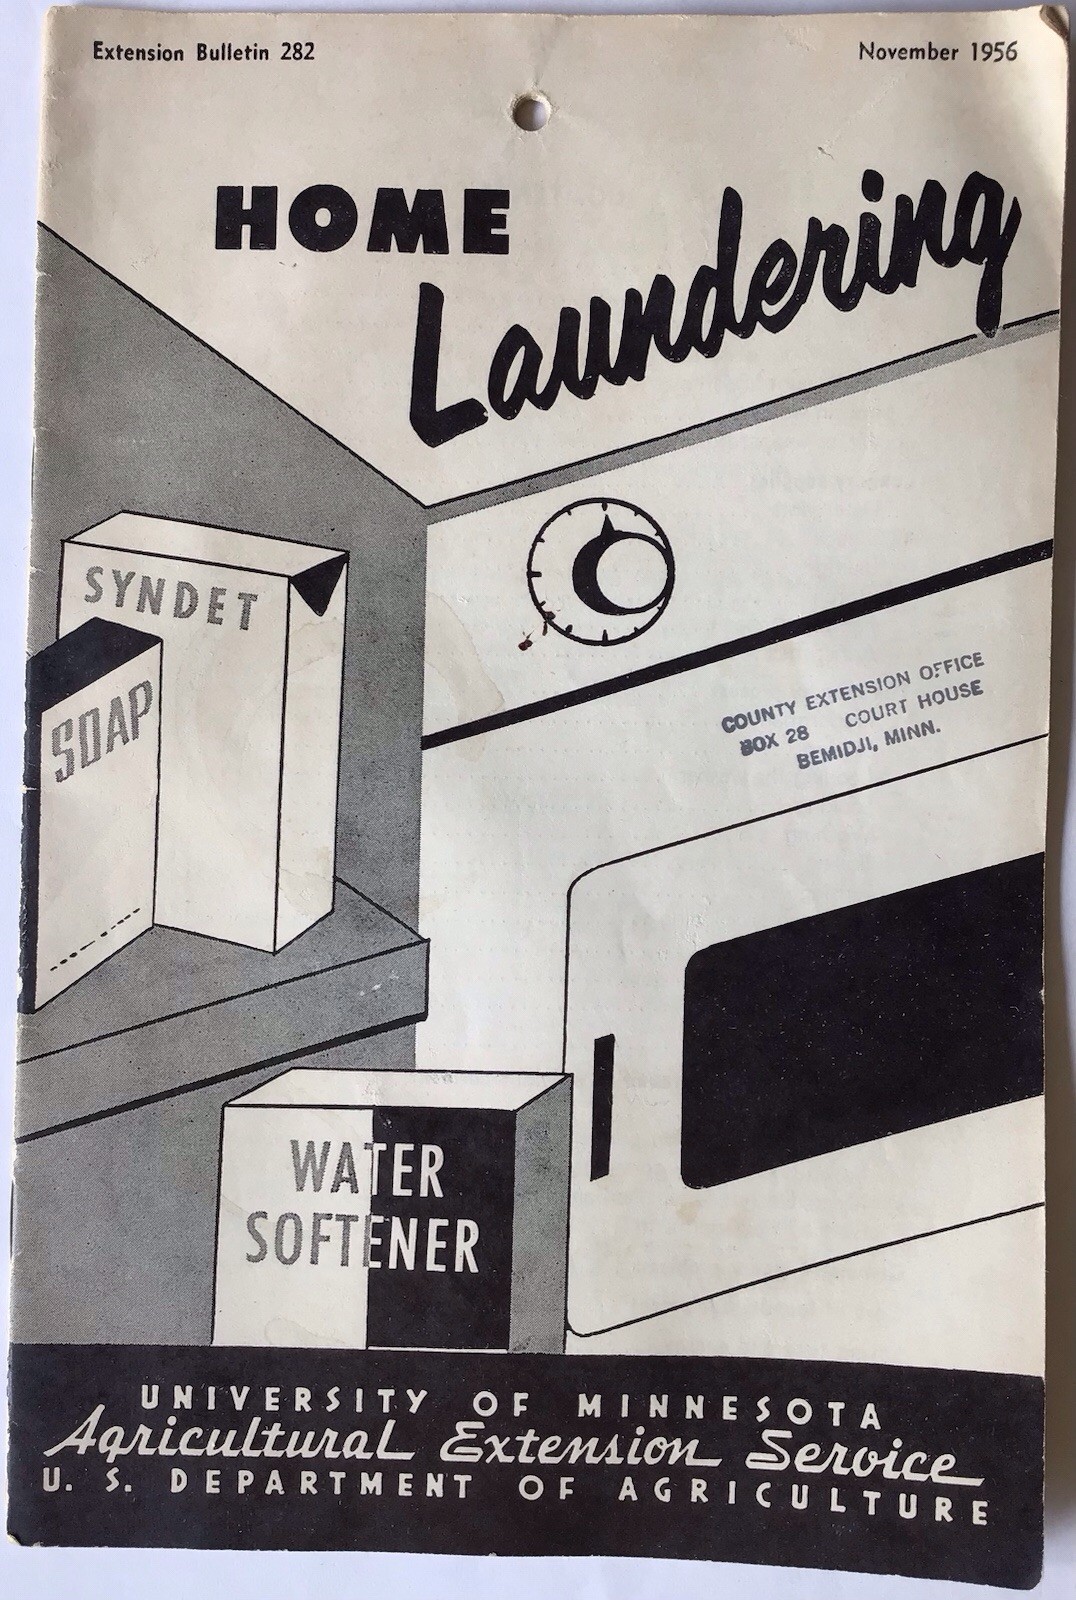 Extension Bulletin 282
November 1956
HOME
Laundering
SYNDET
SOAP
COUNTY EXTENSION OFFICE
BOX 28 COURT HOUSE
BEMIDJI, MINN.
WATER
SOFTENER
UNIVERSITY OF MINNESOTA
Agricultural Extension Service
U. S. DEPARTMENT OF AGRICULTURE